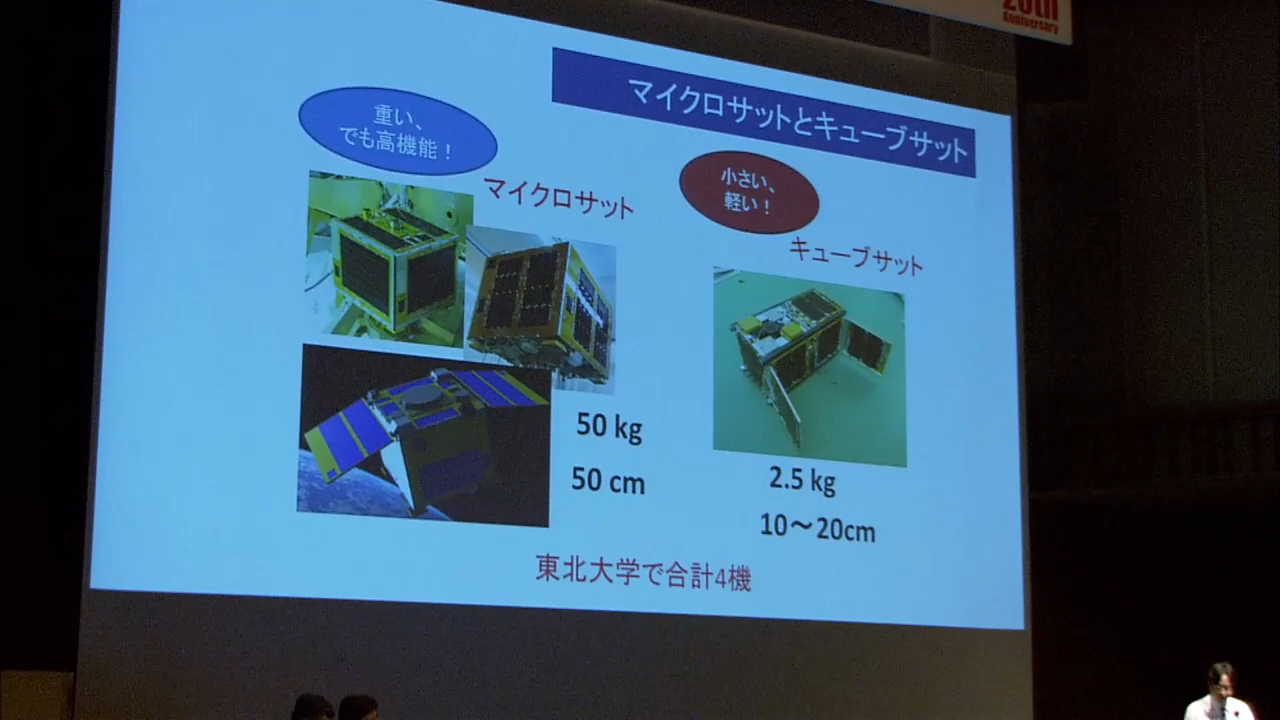 20th
Anniversary
マイクロサットとキューブサット
重い、
でも高機能！
マイクロサット
小さい、
軽い！
キューブサット
50 kg
50 cm
2.5 kg
10〜20cm
東北大学で合計4機